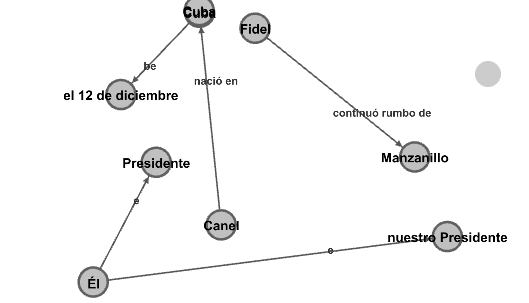 Cuba
Fidel
be
nació en
el 12 de diciembre
continuó rumbo de
Presidente
Manzanillo
e
Canel
nuestro Presidente
e
Él